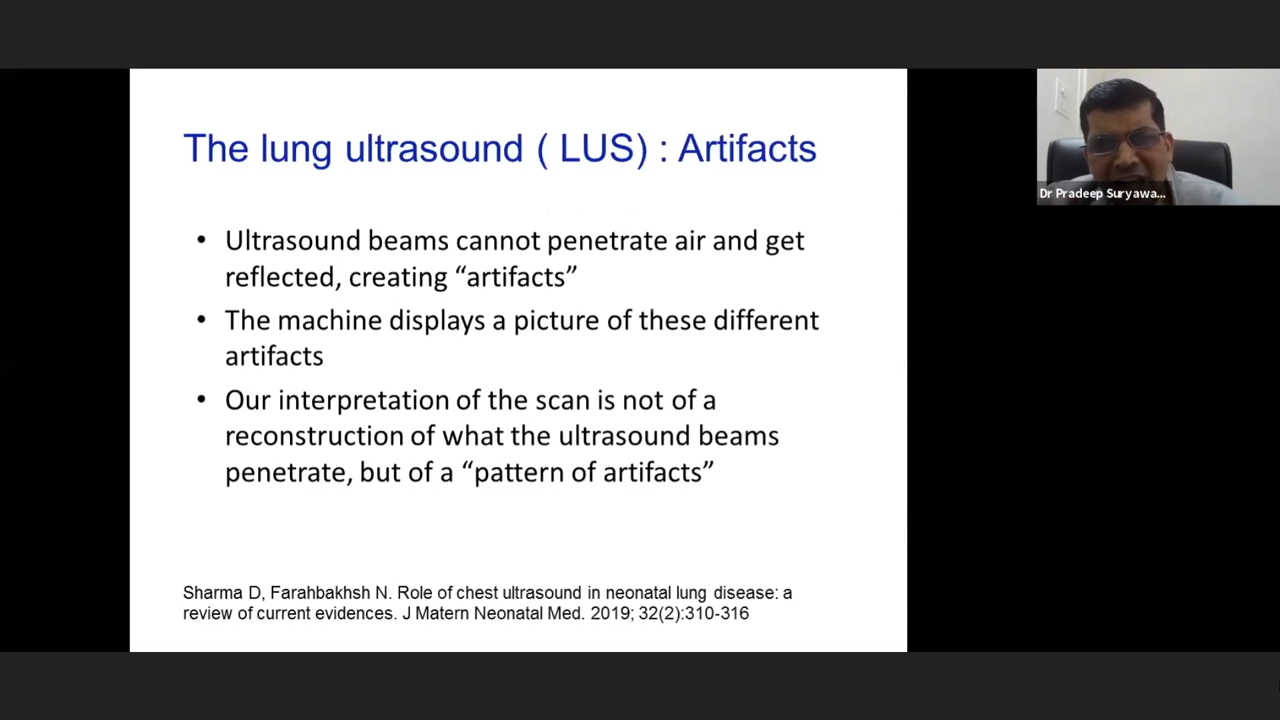 The lung ultrasound ( LUS) : Artifacts
• Ultrasound beams cannot penetrate air and get
reflected, creating “artifacts”
• The machine displays a picture of these different
artifacts
• Our interpretation of the scan is not of a
reconstruction of what the ultrasound beams
penetrate, but of a “pattern of artifacts”
Sharma D, Farahbakhsh N. Role of chest ultrasound in neonatal lung disease: a
review of current evidences. J Matern Neonatal Med. 2019; 32(2):310-316
Dr Pradeep Suryawa...